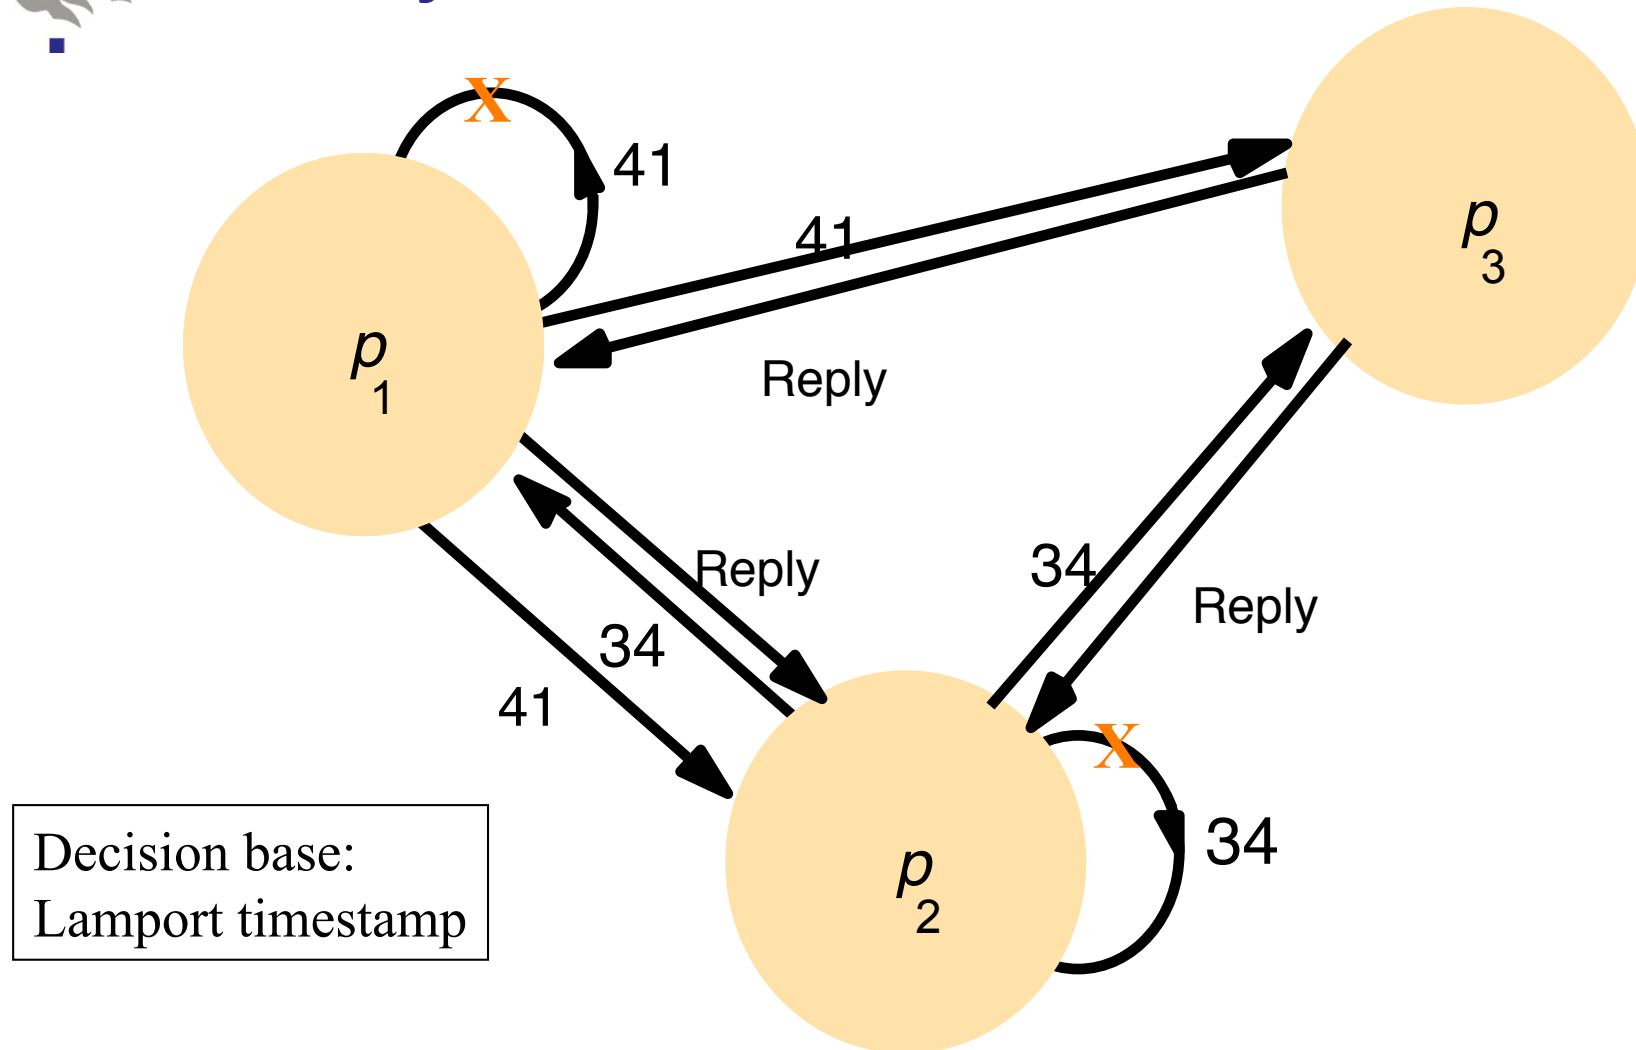 X
41
41
p
3
p
1
Reply
Reply
34
Reply
34
41
X
34
p
2
Decision base:
Lamport timestamp